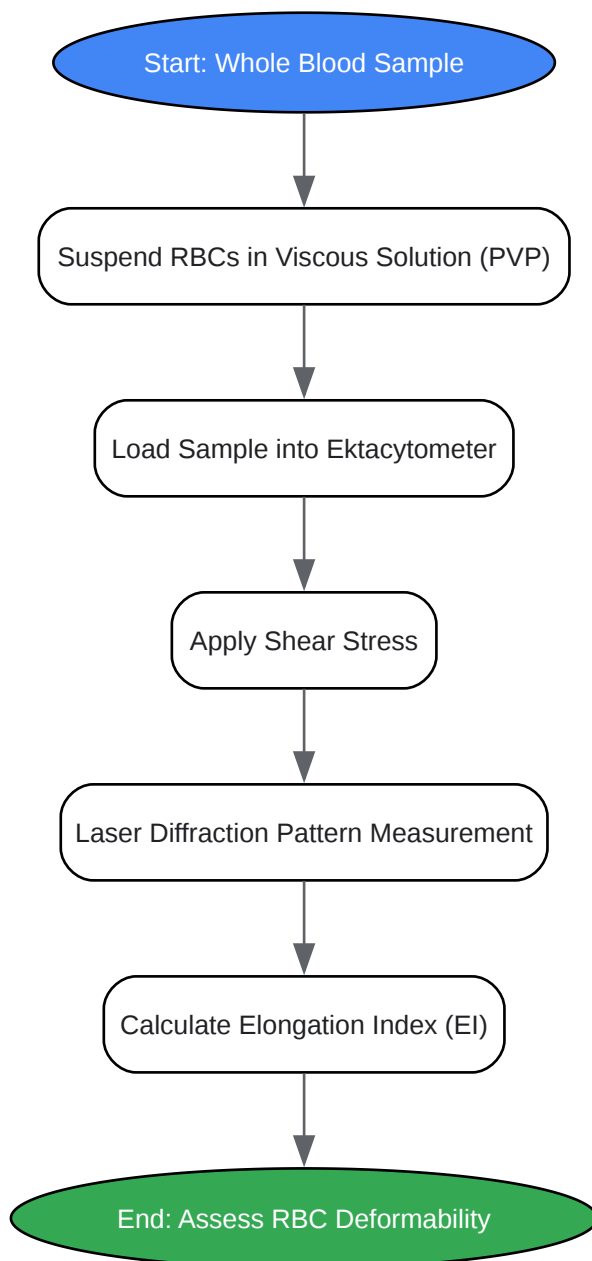 Start: Whole Blood Sample
Suspend RBCs in Viscous Solution (PVP)
Load Sample into Ektacytometer
Apply Shear Stress
Laser Diffraction Pattern Measurement
Calculate Elongation Index (EI)
End: Assess RBC Deformability